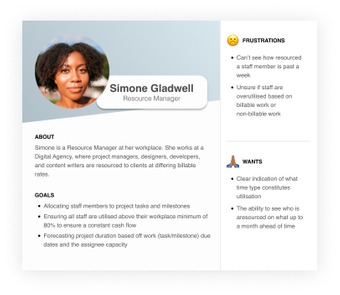 Simone Gladwell
Resource Manager
ABOUT
Simone is a Resource Manager at her workplace. She works at a
Digital Agency, where project managers, designers, developers,
and content writers are resourced to clients at differing billable
rates.
GOALS
Allocating staff members to project tasks and milestones
Ensuring all staff are utilised above their workplace minimum of
80% to ensure a constant cash flow
Forecasting project duration based off work (task/milestone) due
dates and the assignee capacity
FRUSTRATIONS
Can't see how resourced
a staff member is past a
week
Unsure if staff are
overutilised based on
billable work or
non-billable work
WANTS
Clear indication of what
time type constitutes
utilisation
The ability to see who is
resourced on what up to
a month ahead of time